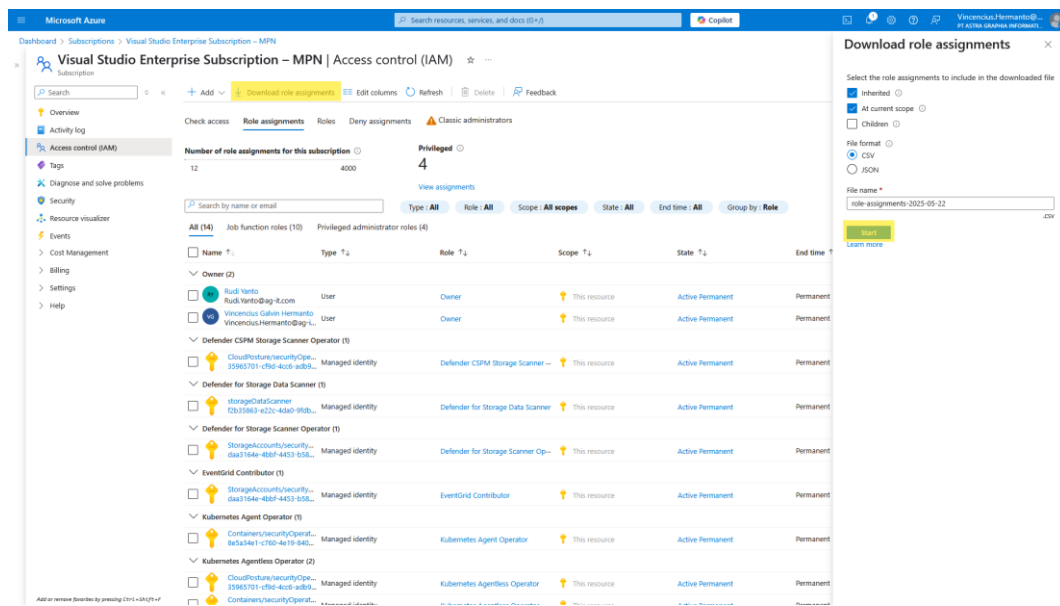 Microsoft Azure
Search resources, services, and docs (G+/)
Copilot
Vincencius.Hermanto@...
PT ASTRA GRAPHIA INFORMATI...
Dashboard > Subscriptions > Visual Studio Enterprise Subscription – MPN
Visual Studio Enterprise Subscription – MPN | Access control (IAM)
Subscription
Search
Overview
Activity log
Access control (IAM)
Tags
Diagnose and solve problems
Security
Resource visualizer
Events
Cost Management
Billing
Settings
Help
Add or remove favorites by pressing Ctrl+Shift+F
Add
Download role assignments
Edit columns
Refresh
Delete
Feedback
Check access
Role assignments
Roles
Deny assignments
Classic administrators
Number of role assignments for this subscription
12 4000
Privileged
4
View assignments
Search by name or email
Type : All
Role : All
Scope : All scopes
State : All
End time : All
Group by : Role
All (14)
Job function roles (10)
Privileged administrator roles (4)
Name Type Role Scope State End time
Owner (2)
Rudi Yanto
Rudi.Yanto@ag-it.com User Owner This resource Active Permanent Permanent
VG Vincencius Galvin Hermanto
Vincencius.Hermanto@ag-i... User Owner This resource Active Permanent Permanent
Defender CSPM Storage Scanner Operator (1)
CloudPosture/securityOpe...
35965701-cf9d-4cc6-adb9... Managed identity Defender CSPM Storage Scanner ... This resource Active Permanent Permanent
Defender for Storage Data Scanner (1)
storageDataScanner
f2b35863-e22c-4da0-9fdb... Managed identity Defender for Storage Data Scanner This resource Active Permanent Permanent
Defender for Storage Scanner Operator (1)
StorageAccounts/security...
daa3164e-4bbf-4453-b58... Managed identity Defender for Storage Scanner Op... This resource Active Permanent Permanent
EventGrid Contributor (1)
StorageAccounts/security...
daa3164e-4bbf-4453-b58... Managed identity EventGrid Contributor This resource Active Permanent Permanent
Kubernetes Agent Operator (1)
Containers/securityOperat...
8e5a34e1-c760-4e19-840... Managed identity Kubernetes Agent Operator This resource Active Permanent Permanent
Kubernetes Agentless Operator (2)
CloudPosture/securityOpe...
35965701-cf9d-4cc6-adb9... Managed identity Kubernetes Agentless Operator This resource Active Permanent Permanent
Containers/securityOperat...
Download role assignments
Select the role assignments to include in the downloaded file
Inherited
At current scope
Children
File format
CSV
JSON
File name *
role-assignments-2025-05-22
.csv
Start
Learn more